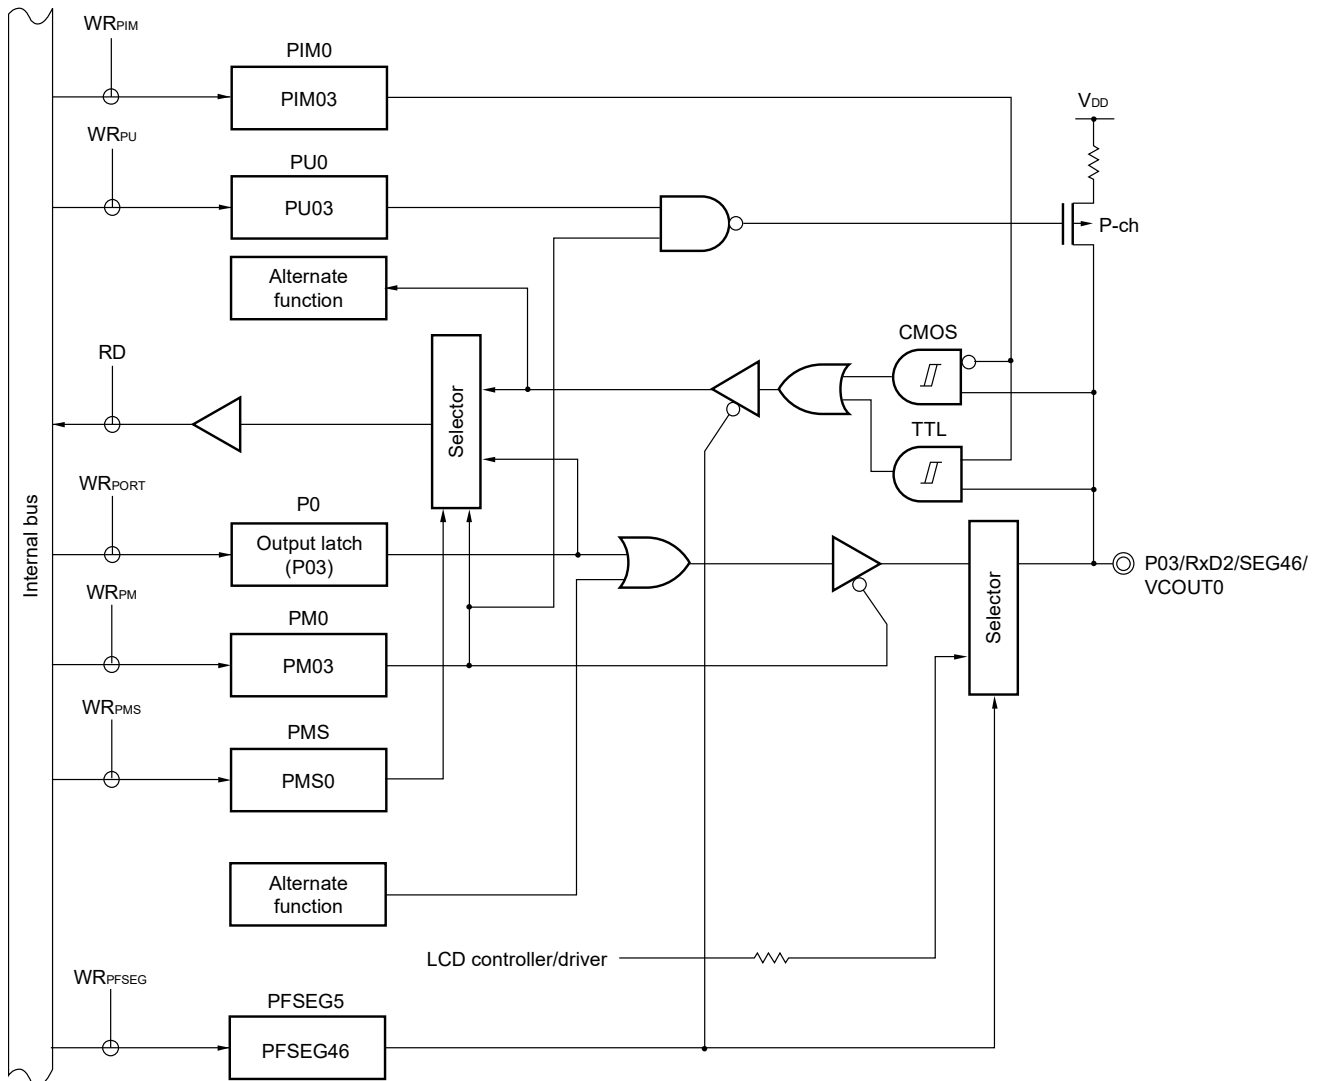 WRPIM
PIM0
PIM03
VDD
WRPU
PU0
PU03
P-ch
Alternate
function
CMOS
RD
Selector
TTL
WRPORT
P0
Output latch
(P03)
Internal bus
P03/RxD2/SEG46/
VCOUT0
WRPM
PM0
PM03
Selector
WRPMS
PMS
PMS0
Alternate
function
LCD controller/driver
WRPFSEG
PFSEG5
PFSEG46